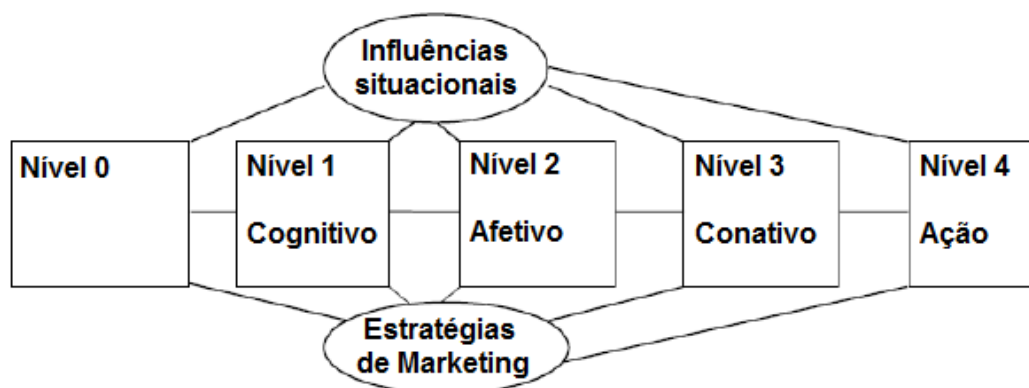 Influências
situacionais
Nível 0
Nível 1
Cognitivo
Nível 2
Afetivo
Nível 3
Conativo
Nível 4
Ação
Estratégias
de Marketing